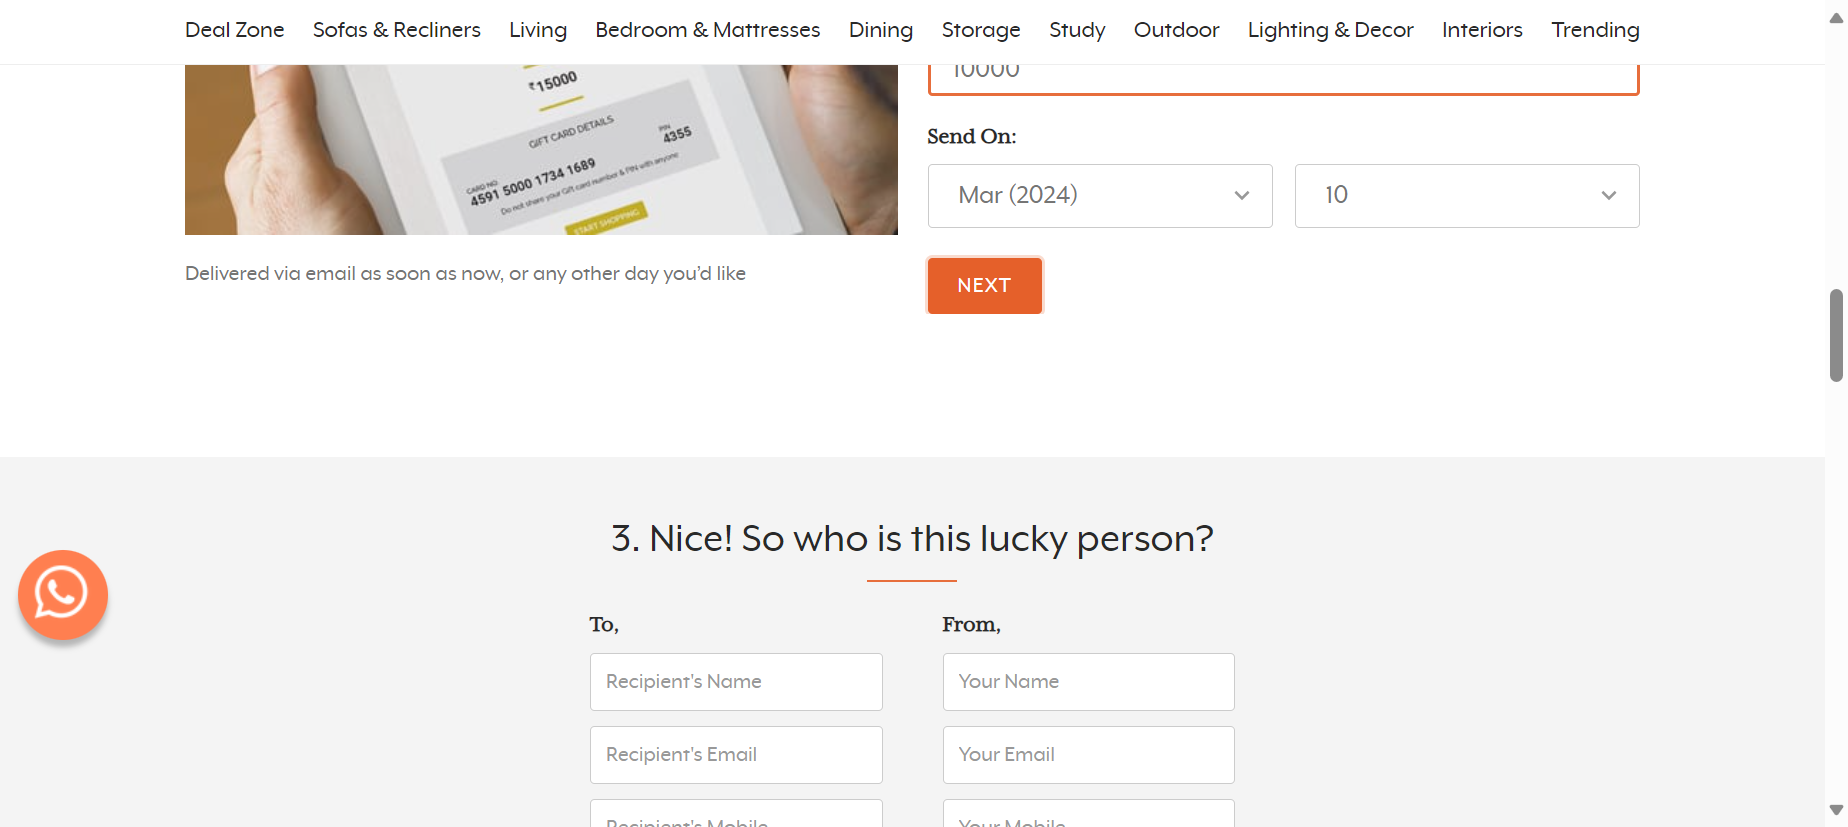 Deal Zone Sofas & Recliners Living Bedroom & Mattresses Dining Storage Study Outdoor Lighting & Decor Interiors Trending
₹15000
GIFT CARD DETAILS
CARD NO
4591 5000 1734 1689
PIN
4355
Do not share your Gift card number & PIN with anyone
START SHOPPING
Delivered via email as soon as now, or any other day you’d like
10000
Send On:
Mar (2024)
10
NEXT
3. Nice! So who is this lucky person?
To,
Recipient's Name
Recipient's Email
Recipient's Mobile
From,
Your Name
Your Email
Your Mobile